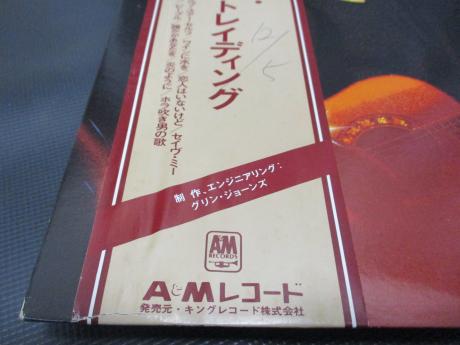 トレイディング
12/5
セイヴ・ミー
ホラ吹き男の歌
制作、エンジニアリング:
グリン・ジョーンズ
A&M
RECORDS
A&Mレコード
発売元・キングレコード株式会社